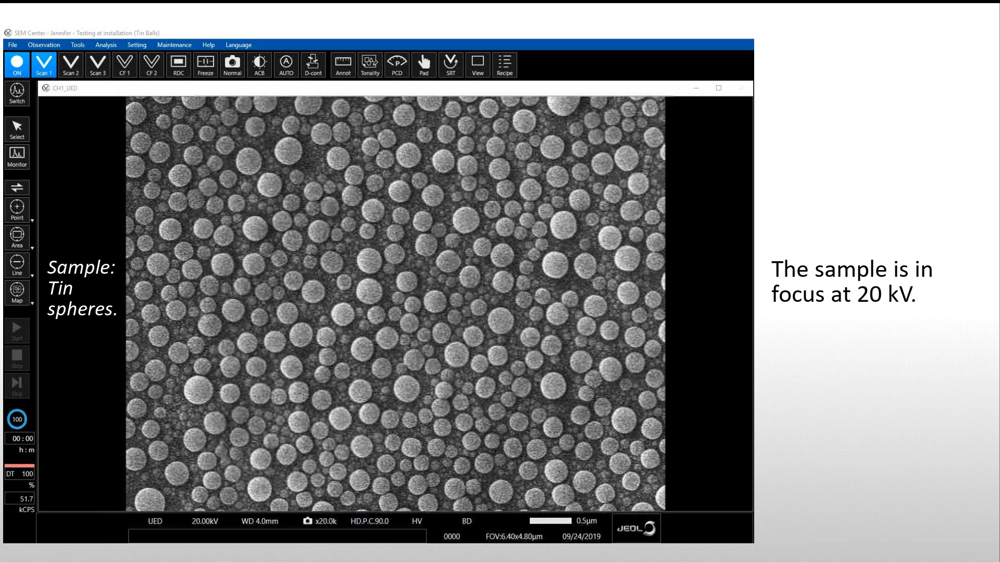 SEM Center - Jennifer - Testing at installation (Tin Balls)
File Observation Tools Analysis Setting Maintenance Help Language
ON Scan 1 Scan 2 Scan 3 CF 1 CF 2 RDC Freeze Normal ACB AUTO D-cont Annot Tonality PCD Pad SRT View Recipe
CH1_UED
Switch
Select
Monitor
Point
Area
Line
Map
Start
Stop
Skip
100
00 : 00
h : m
DT 100
%
51.7
kCPS
Sample:
Tin
spheres.
The sample is in
focus at 20 kV.
UED 20.00kV WD 4.0mm x20.0k HD.P.C.90.0 HV BD 0.5µm
0000 FOV:6.40x4.80µm 09/24/2019
JEOL